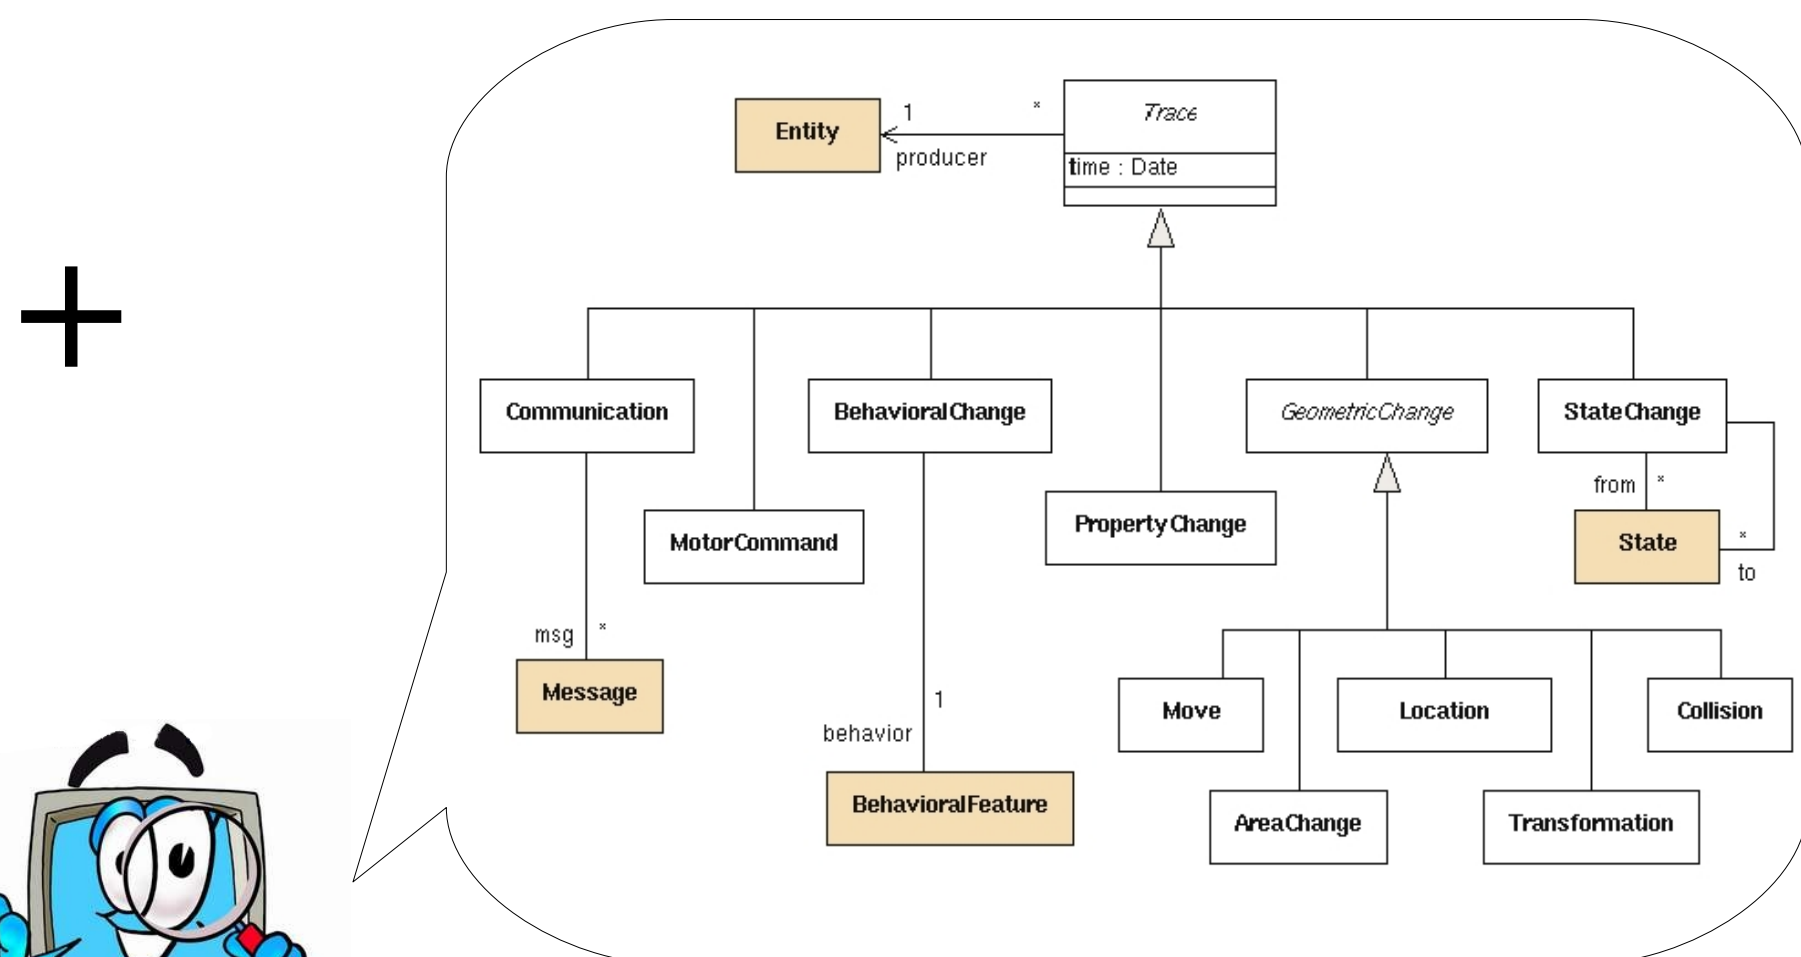 +
1
*
Trace
Entity
producer
time : Date
Communication
BehavioralChange
GeometricChange
StateChange
from
*
PropertyChange
MotorCommand
State
*
to
msg
*
Message
1
behavior
Move
Location
Collision
BehavioralFeature
AreaChange
Transformation